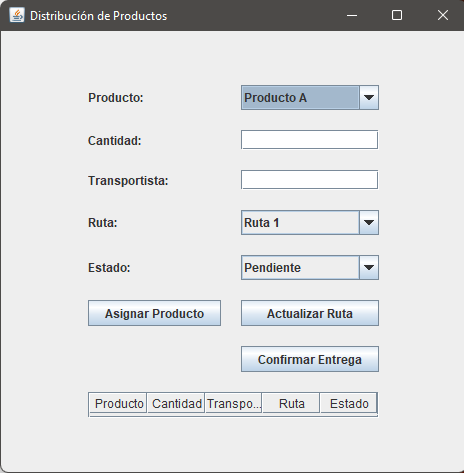 Distribución de Productos
Producto: Producto A
Cantidad:
Transportista:
Ruta: Ruta 1
Estado: Pendiente
Asignar Producto Actualizar Ruta
Confirmar Entrega
Producto Cantidad Transpo... Ruta Estado